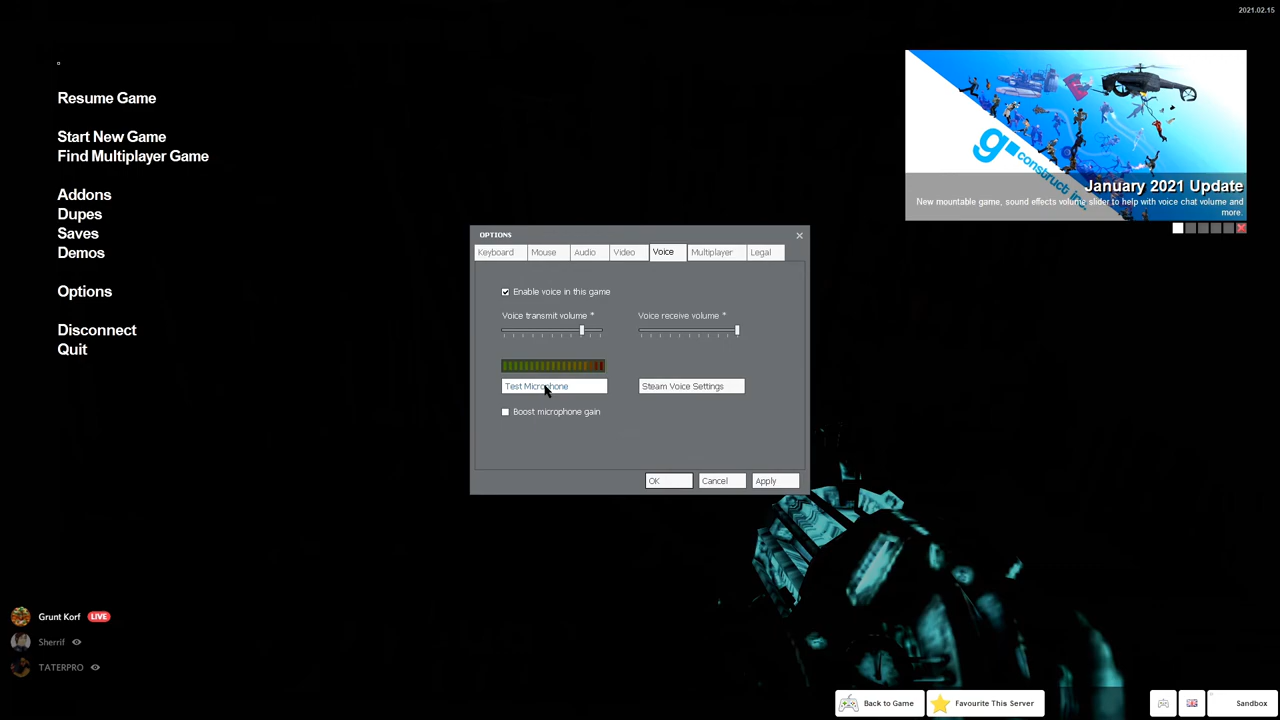 2021.02.15
Resume Game
Start New Game
Find Multiplayer Game
Addons
Dupes
Saves
Demos
Options
Disconnect
Quit
g construct inc.
January 2021 Update
New mountable game, sound effects volume slider to help with voice chat volume and
more.
OPTIONS
Keyboard Mouse Audio Video Voice Multiplayer Legal
Enable voice in this game
Voice transmit volume * Voice receive volume *
Test Microphone Steam Voice Settings
Boost microphone gain
OK Cancel Apply
Grunt Korf LIVE
Sherrif
TATERPRO
Back to Game Favourite This Server Sandbox